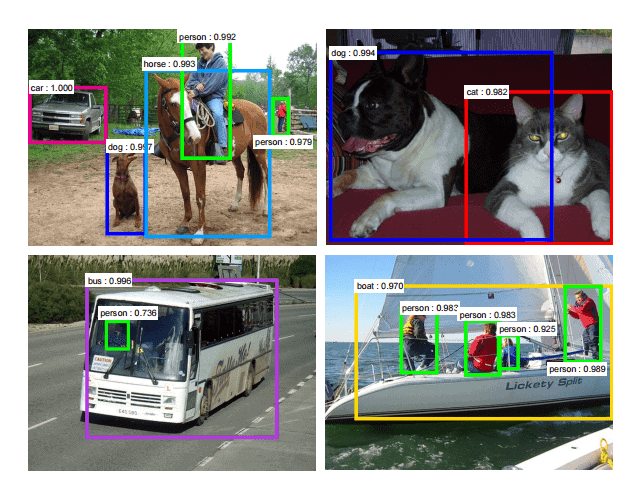 person : 0.992
horse : 0.993
car : 1.000
dog : 0.997
person : 0.979
dog : 0.994
cat : 0.982
bus : 0.996
person : 0.736
CAUTION
boat : 0.970
person : 0.983
person : 0.983
person : 0.925
person : 0.989
Lickety Split